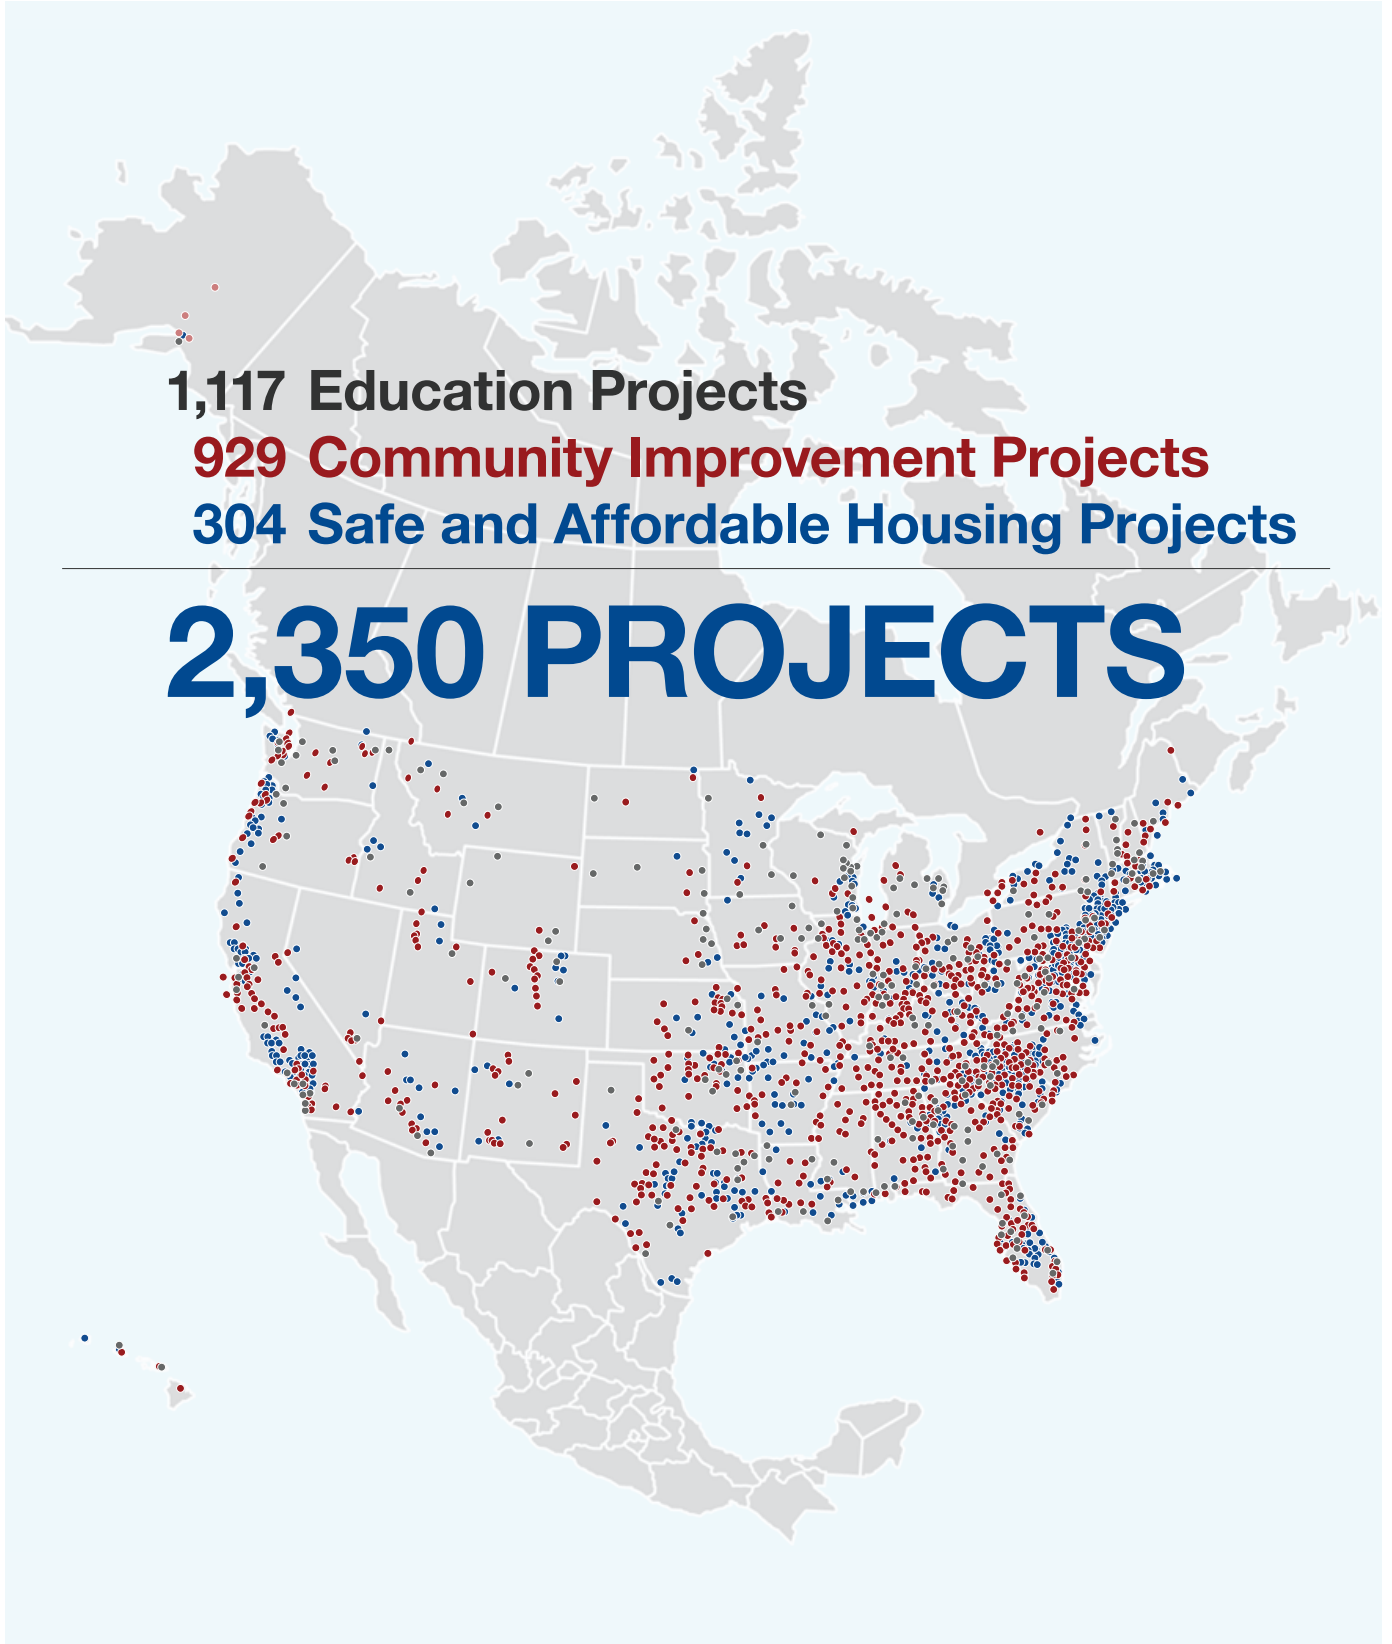 1,117 Education Projects
929 Community Improvement Projects
304 Safe and Affordable Housing Projects
2,350 PROJECTS